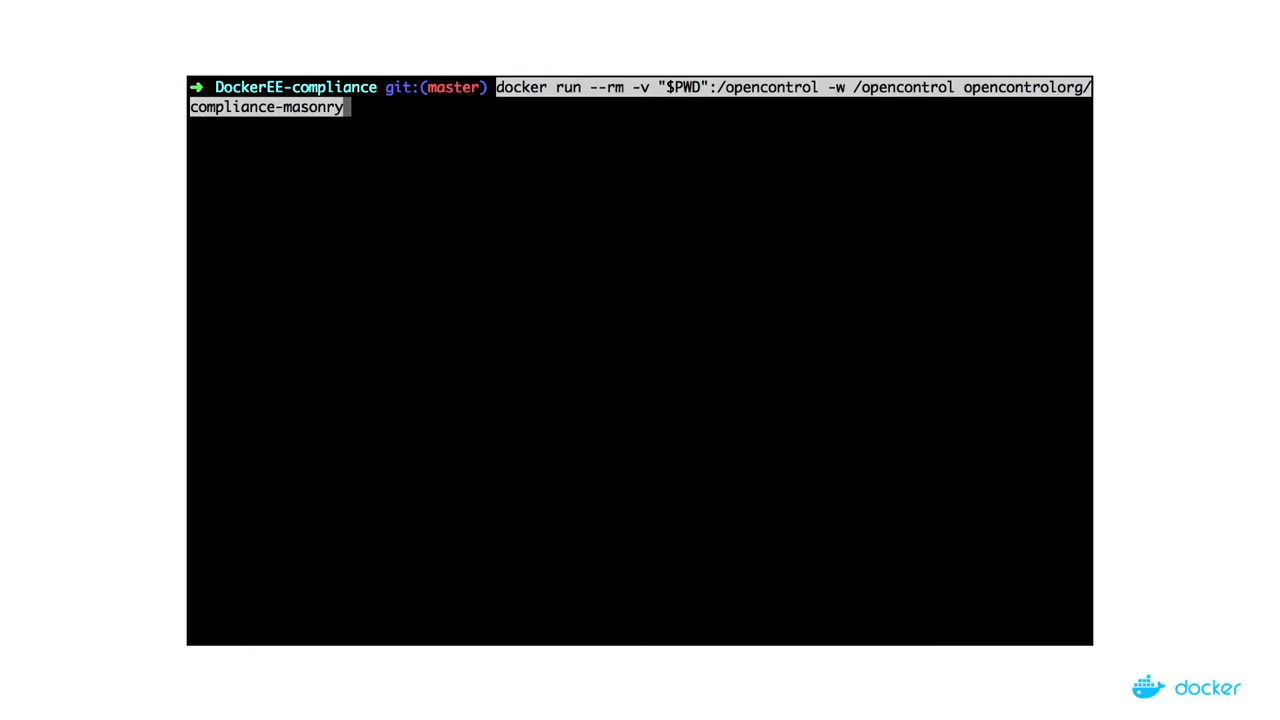 ➜ DockerEE-compliance git:(master) docker run --rm -v "$PWD":/opencontrol -w /opencontrol opencontrolorg/
compliance-masonry
docker